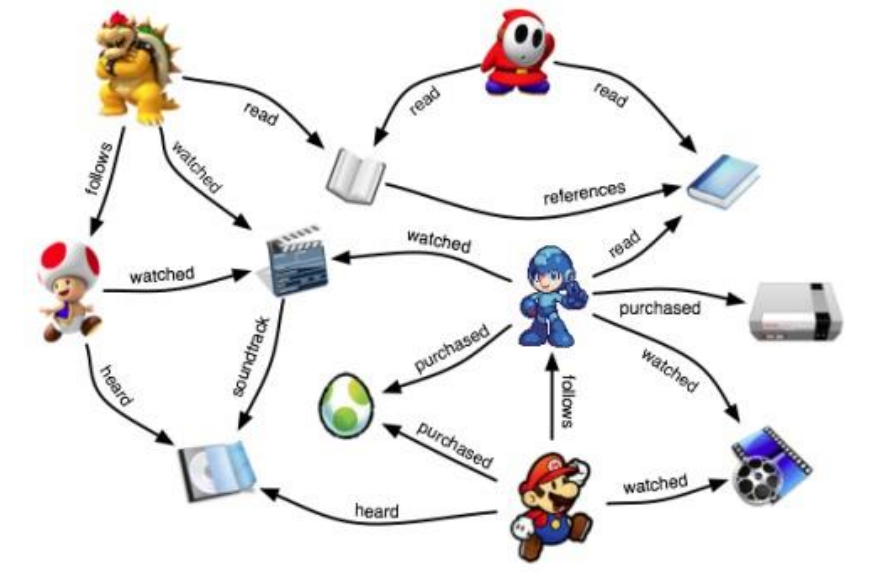 read
read
read
follows
watched
references
watched
read
watched
purchased
soundtrack
purchased
watched
heard
follows
purchased
watched
heard